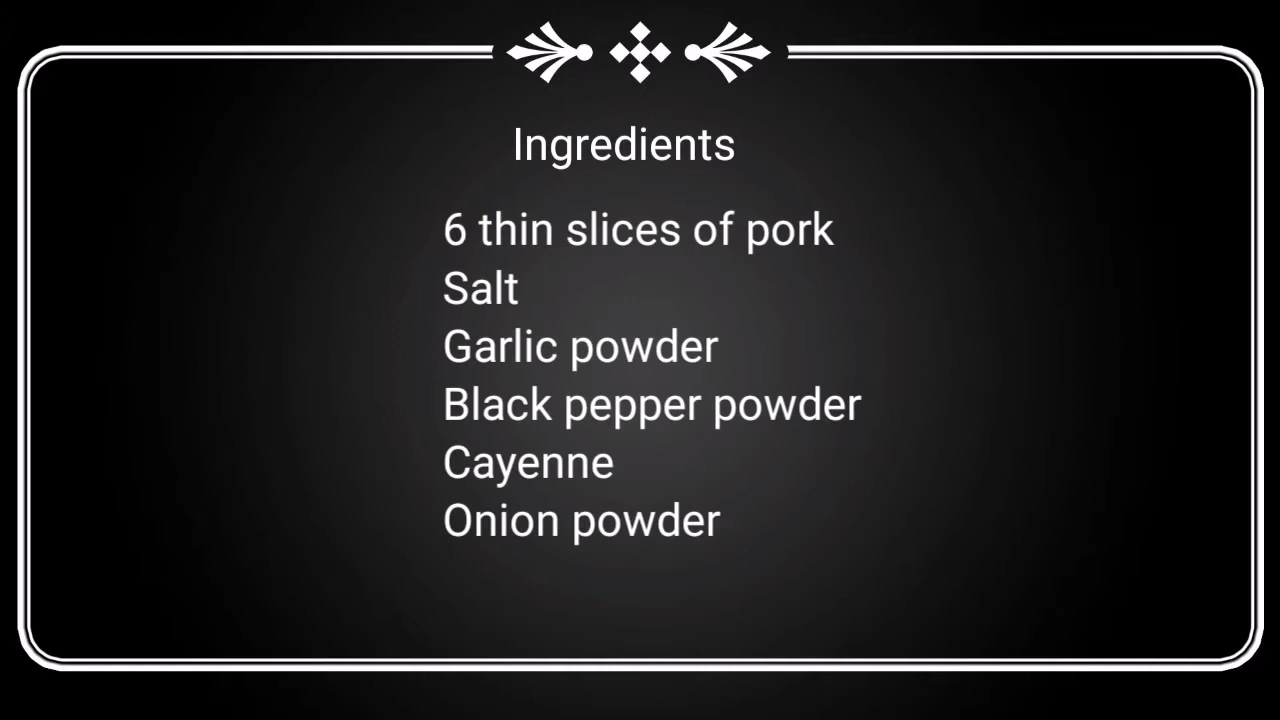 Ingredients
6 thin slices of pork
Salt
Garlic powder
Black pepper powder
Cayenne
Onion powder